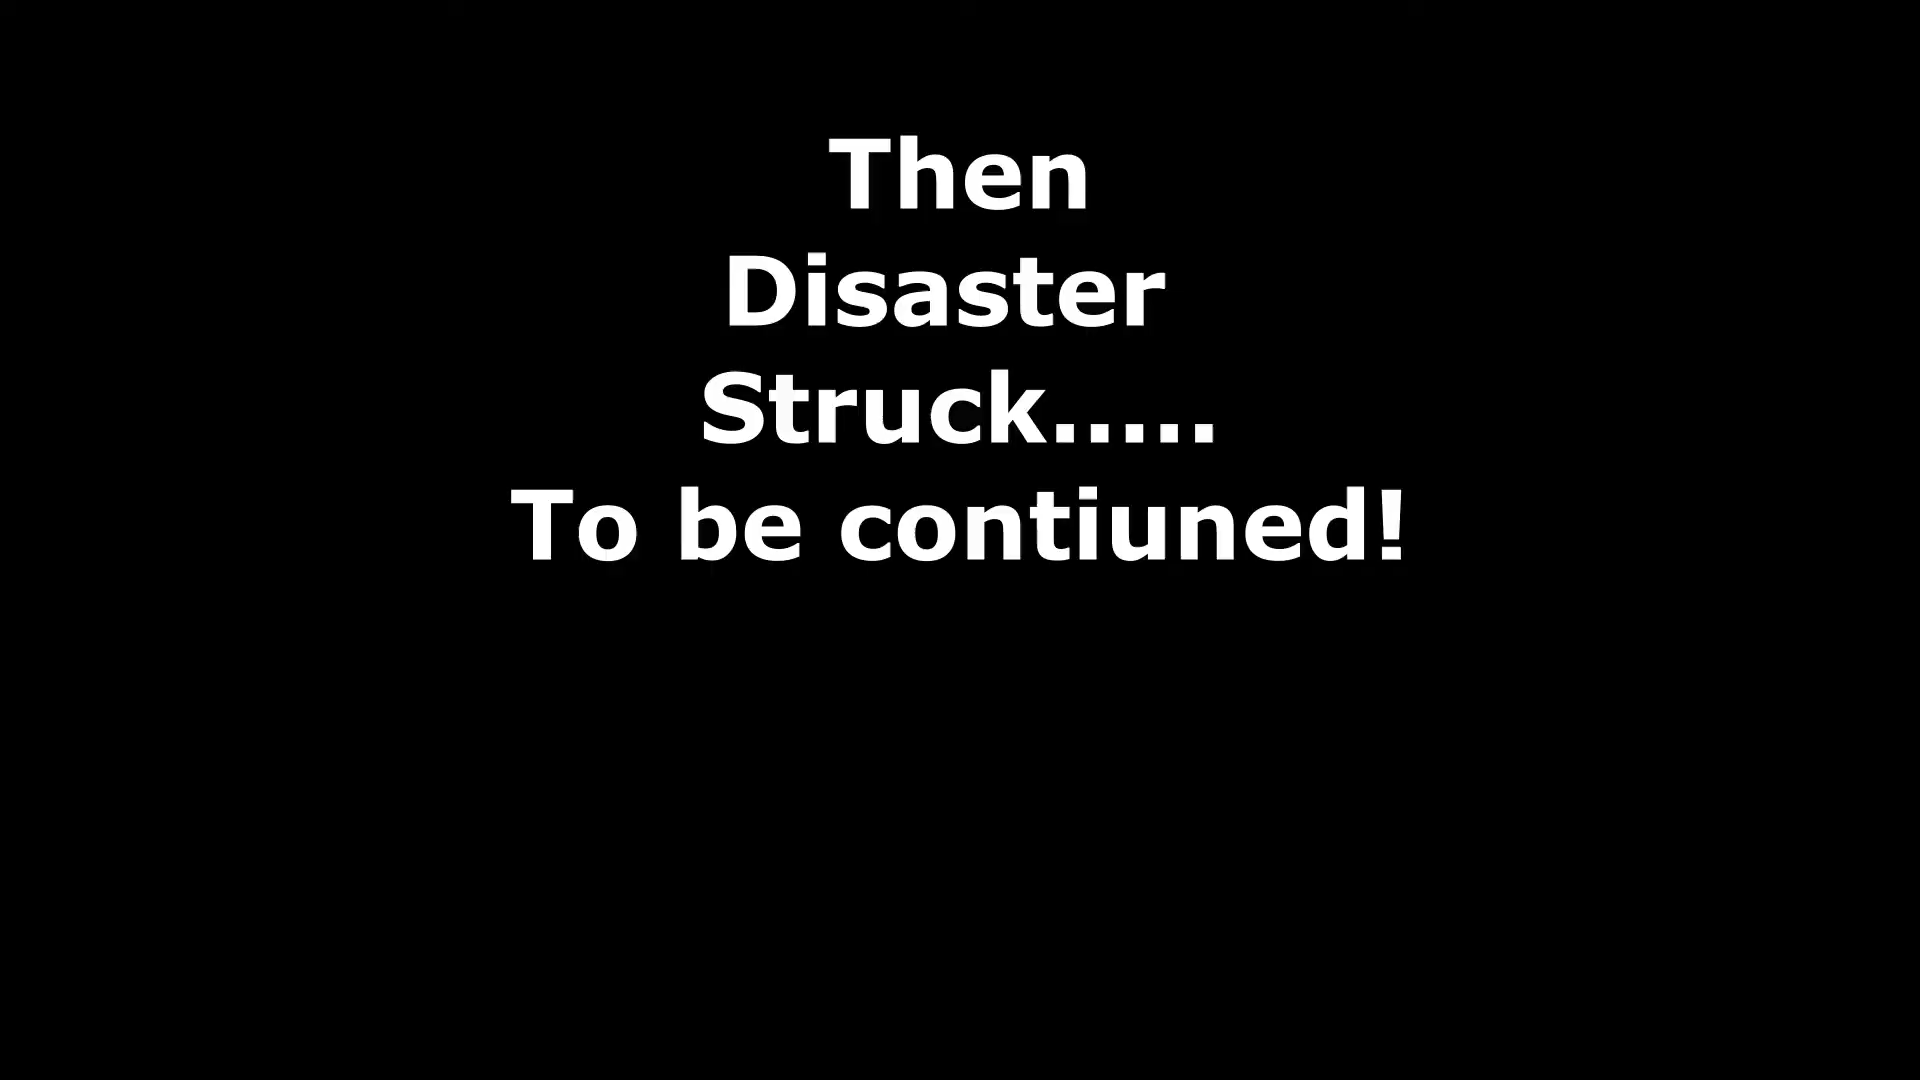 Then
Disaster
Struck.....
To be contiuned!